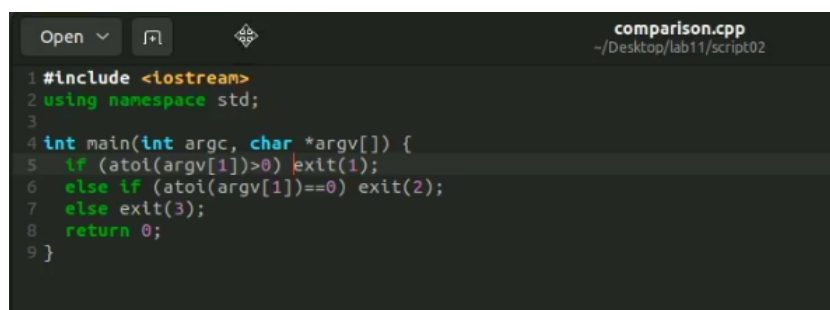 Open
comparison.cpp
~/Desktop/lab11/script02
1 #include <iostream>
2 using namespace std;
3
4 int main(int argc, char *argv[]) {
5   if (atoi(argv[1])>0) exit(1);
6   else if (atoi(argv[1])==0) exit(2);
7   else exit(3);
8   return 0;
9 }